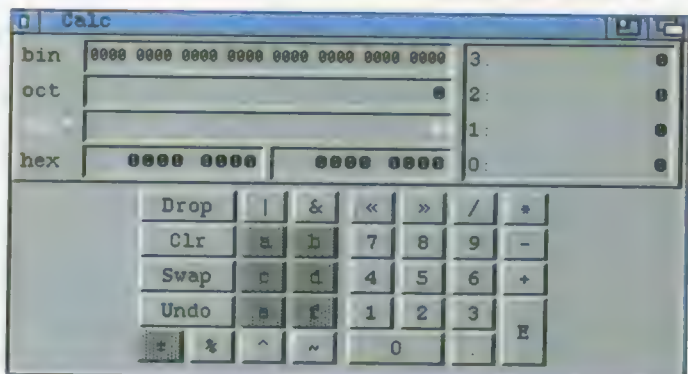 Calc
bin 0000 0000 0000 0000 0000 0000 0000 0000
oct 0
hex 0000 0000 0000 0000
3: 0
2: 0
1: 0
0: 0
Drop | & « » / *
Clr a b 7 8 9 -
Swap c d 4 5 6 +
Undo e f 1 2 3 E
± % ^ ~ 0 .